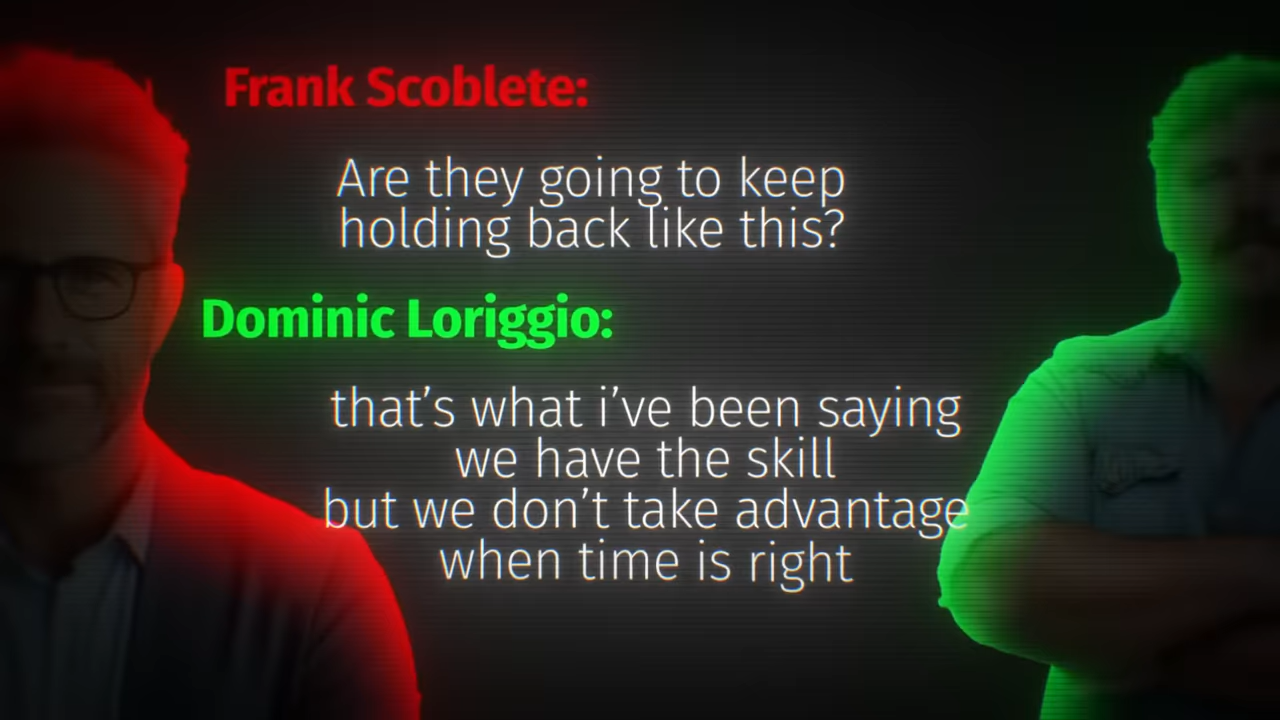 Frank Scoblete:
Are they going to keep
holding back like this?
Dominic Loriggio:
that's what i've been saying
we have the skill
but we don't take advantage
when time is right